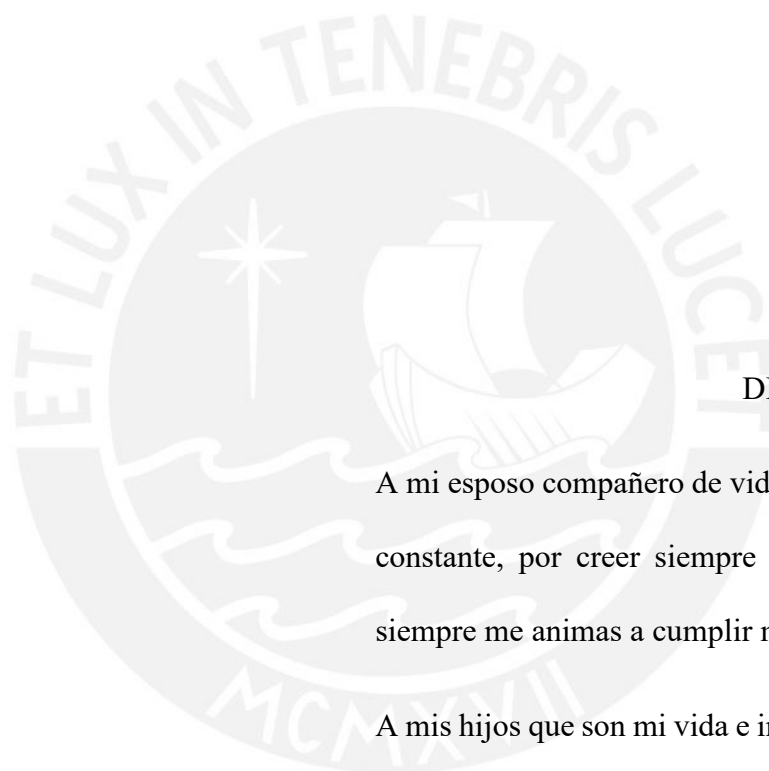 ET LUX IN TENEBRIS LUCET
A mi esposo compañero de
constante, por creer siempre
siempre me animas a cumplir
A mis hijos que son mi vida e
MCMXVII